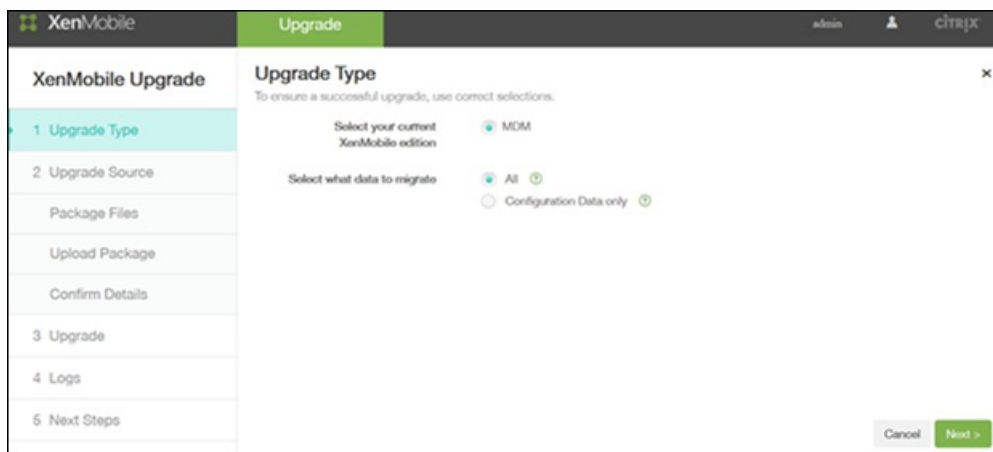 XenMobile
Upgrade
admin
CITRIX
XenMobile Upgrade
1 Upgrade Type
2 Upgrade Source
Package Files
Upload Package
Confirm Details
3 Upgrade
4 Logs
5 Next Steps
Upgrade Type
To ensure a successful upgrade, use correct selections.
Select your current
XenMobile edition
MDM
Select what data to migrate
All ?
Configuration Data only ?
Cancel
Next >